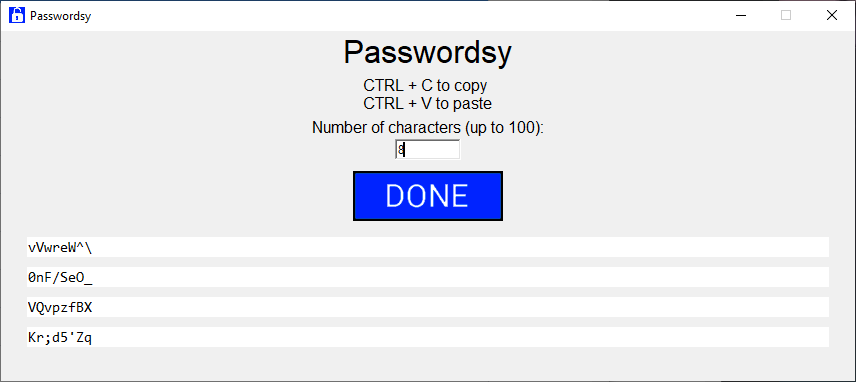 Passwordsy
Passwordsy
CTRL + C to copy
CTRL + V to paste
Number of characters (up to 100):
8
DONE
vVwreW^\
0nF/SeO_
VQvpzfBX
Kr;d5'Zq